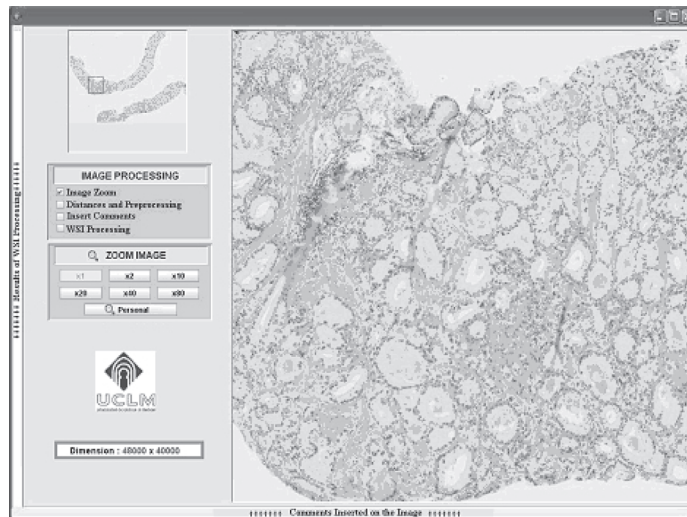 IMAGE PROCESSING
Image Zoom
Distances and Preprocessing
Insert Comments
WSI Processing
ZOOM IMAGE
x1 x2 x10
x20 x40 x80
Personal
UCLM
Dimension : 48000 x 40000
Results of WSI Processing
Comments Inserted on the Image